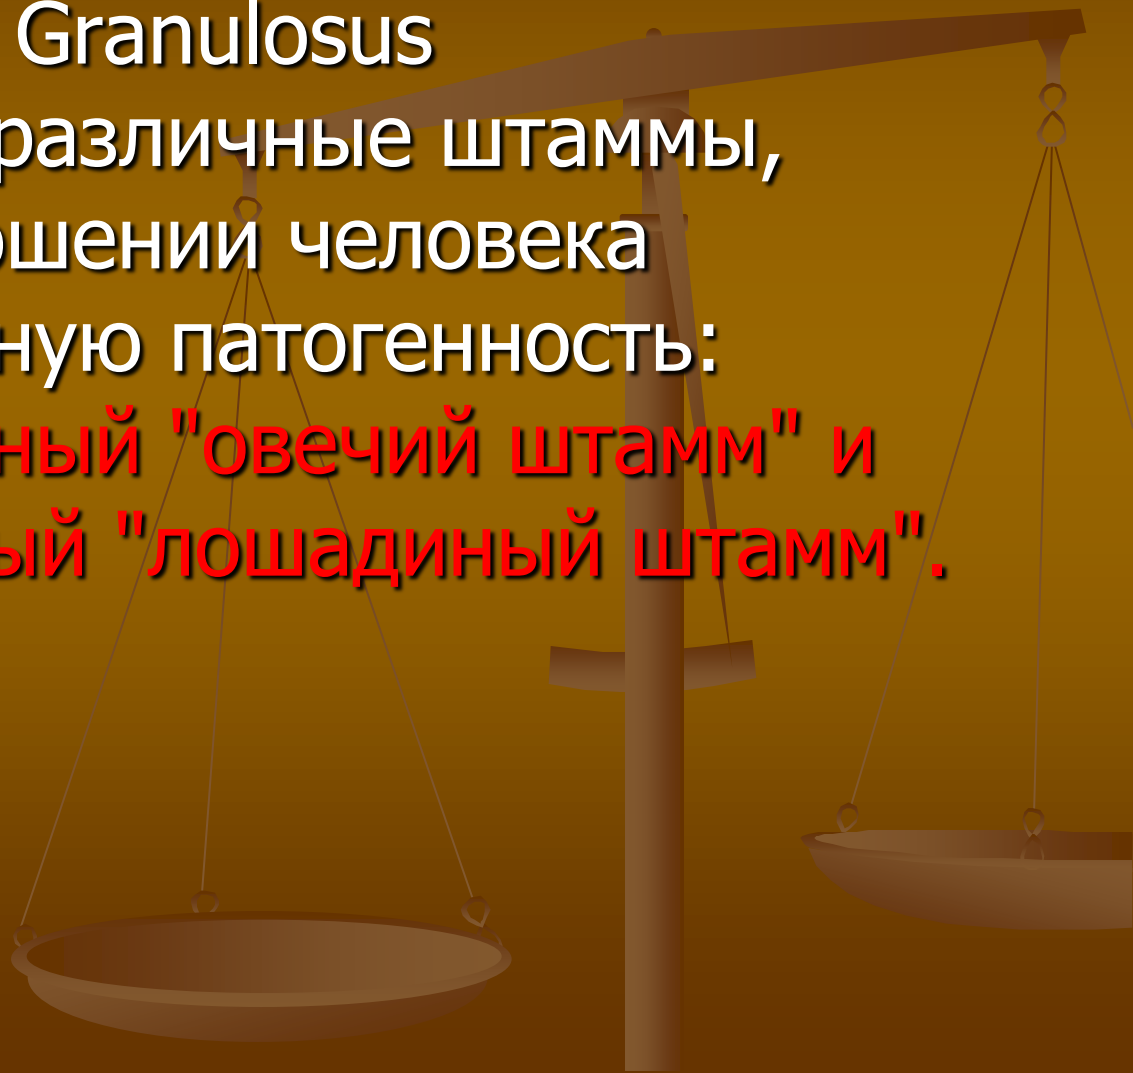 Granulosus
различные штаммы,
ошении человека
ную патогенность:
ный "овечий штамм" и
ый "лошадиный штамм".